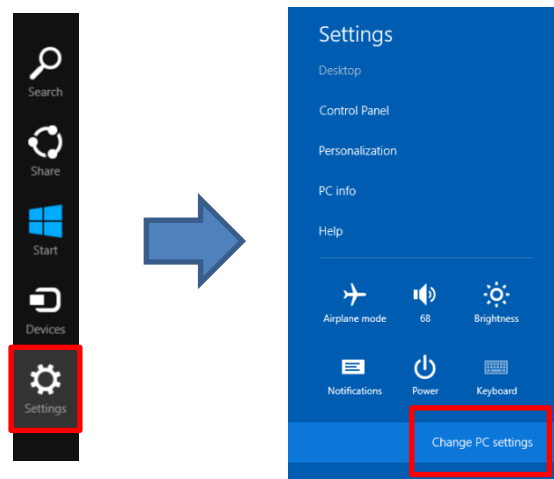 Search
Share
Start
Devices
Settings
Settings
Desktop
Control Panel
Personalization
PC info
Help
Airplane mode 68 Brightness
Notifications Power Keyboard
Change PC settings